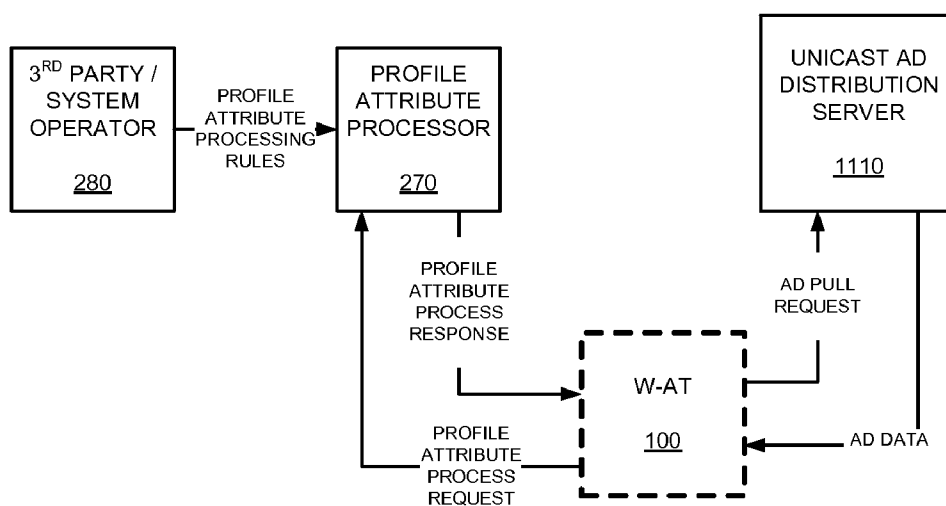 3RD PARTY /
SYSTEM
OPERATOR
280
PROFILE
ATTRIBUTE
PROCESSING
RULES
PROFILE
ATTRIBUTE
PROCESSOR
270
UNICAST AD
DISTRIBUTION
SERVER
1110
PROFILE
ATTRIBUTE
PROCESS
RESPONSE
AD PULL
REQUEST
W-AT
100
PROFILE
ATTRIBUTE
PROCESS
REQUEST
AD DATA